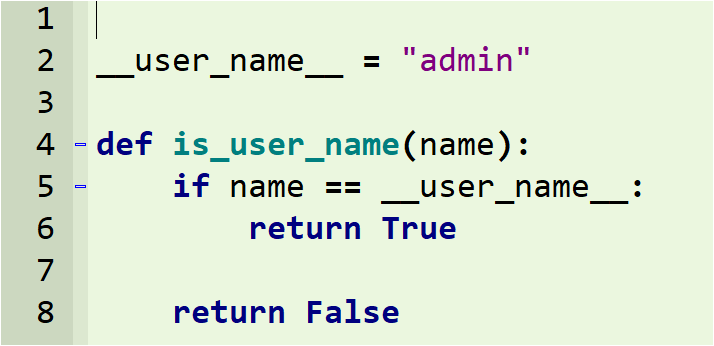 1
2 __user_name__ = "admin"
3
4 def is_user_name(name):
5     if name == __user_name__:
6         return True
7
8     return False